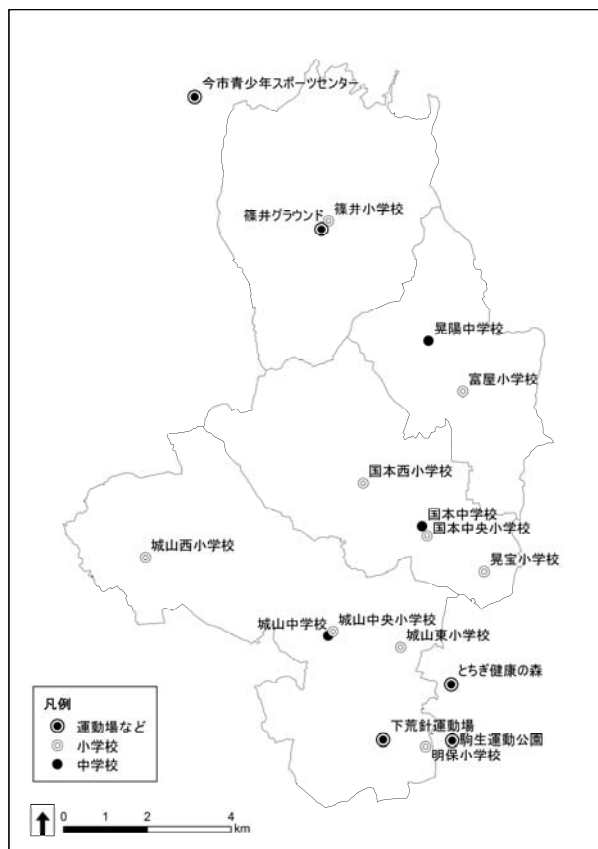 今市青少年スポーツセンター
篠井小学校
篠井グラウンド
晃陽中学校
富屋小学校
国本西小学校
国本中学校
国本中央小学校
城山西小学校
晃宝小学校
城山中央小学校
城山中学校
城山東小学校
とちぎ健康の森
下荒針運動場
駒生運動公園
明保小学校
凡例
運動場など
小学校
中学校
0 1 2 4
km